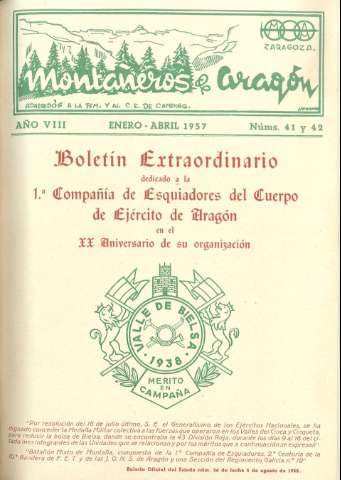 ZARAGOZA.
Montañeros de Aragón
ADHERIDOS A LA F.E.M. Y AL C.E. DE CAMPING.
AÑO VIII ENERO - ABRIL 1957 Núms. 41 y 42
Boletín Extraordinario
dedicado a la
1.ª Compañía de Esquiadores del Cuerpo
de Ejército de Aragón
en el
XX Aniversario de su organización
VALLE DE BIELSA
1938
MERITO
EN
CAMPAÑA
"Por resolución del 16 de julio último, S. E. el Generalísimo de los Ejércitos Nacionales, se ha
dignado conceder la Medalla Militar colectiva a las fuerzas que operaron en los Valles del Cinca y Cinqueta,
para reducir la bolsa de Bielsa, donde se encontraba la 43 División Roja, durante los días 9 al 16 del ci-
tado mes integrantes de las Unidades que se relacionan y por los méritos que a continuación se expresan".
"Batallón Mixto de Montaña, compuesto de la 1.ª Compañía de Esquiadores, 2.ª Centuria de la
10.ª Bandera de F. E. T. y de las J. O. N. S. de Aragón y una Sección del Regimiento Galicia n.º 19"
Boletín Oficial del Estado núm. 36 de fecha 5 de agosto de 1938.